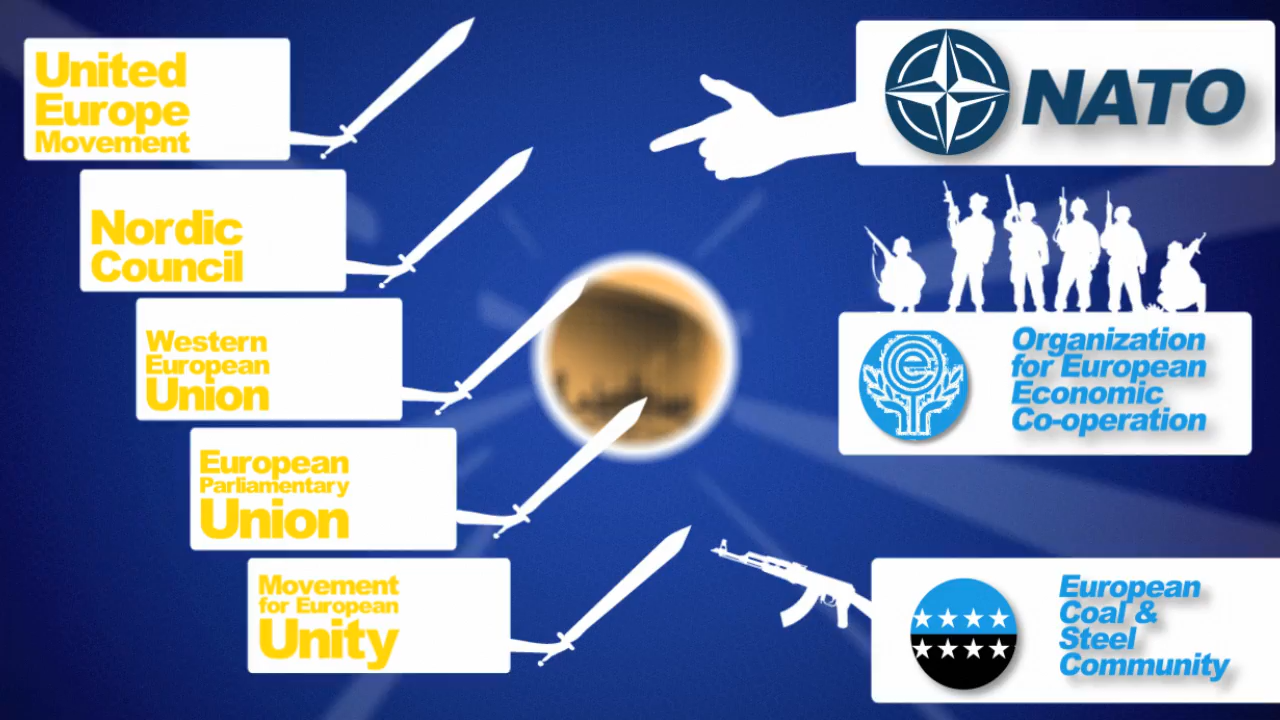 United
Europe
Movement
Nordic
Council
Western
European
Union
European
Parliamentary
Union
Movement
for European
Unity
NATO
Organization
for European
Economic
Co-operation
European
Coal &
Steel
Community